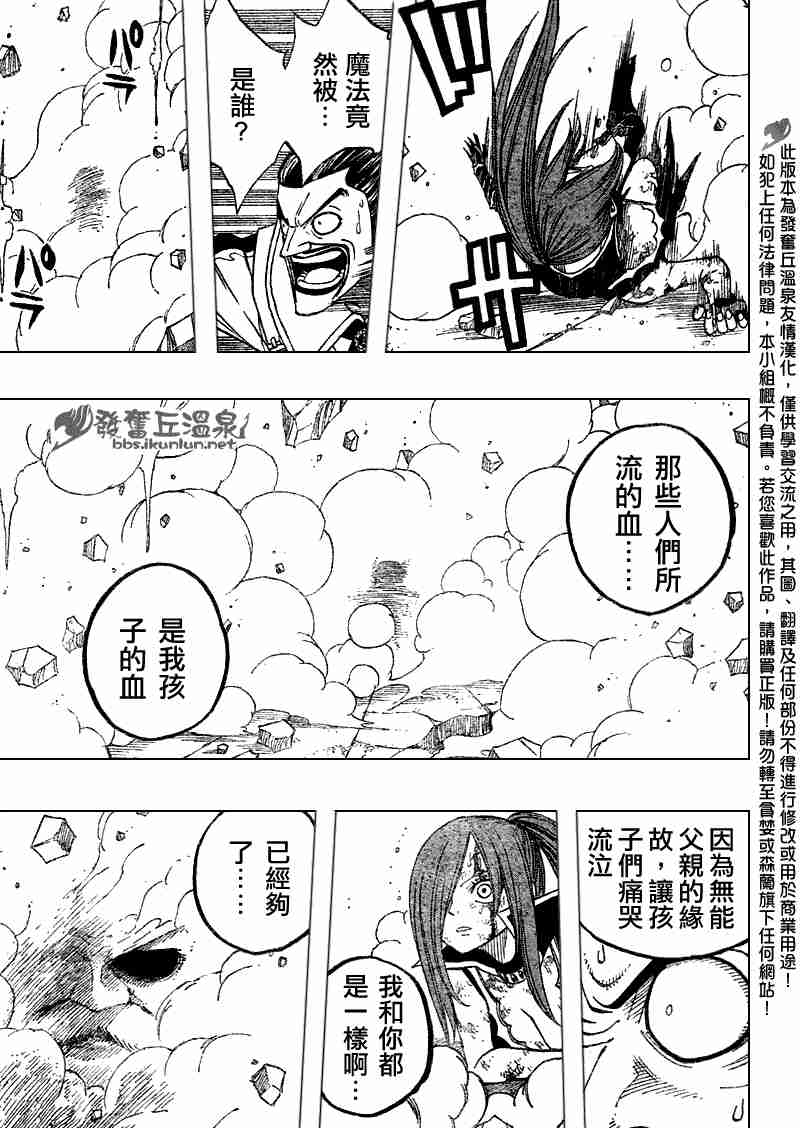 魔法竟
然被…
是誰？
バ
キ
パラ
パラ
那些人們所
流的血……
是我孩
子的血
發奮丘溫泉
bbs.ikunlun.net
因為無能
父親的緣
故，讓孩
子們痛哭
流泣
我和你都
是一樣啊…
已經夠
了……
此版本為發奮丘溫泉友情漢化，僅供學習交流之用，其圖、翻譯及任何部份不得進行修改或用於商業用途！
如犯上任何法律問題，本小組概不負責。若您喜歡此作品，請購買正版！請勿轉至貪婪或森蘭旗下任何網站！